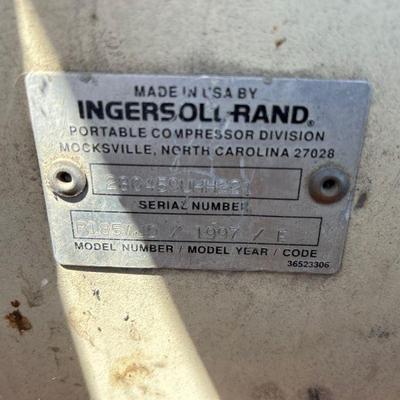 MADE IN USA BY
INGERSOLL-RAND®
PORTABLE COMPRESSOR DIVISION
MOCKSVILLE, NORTH CAROLINA 27028
SERIAL NUMBER
/ 1997 / E
MODEL NUMBER / MODEL YEAR / CODE
36523306